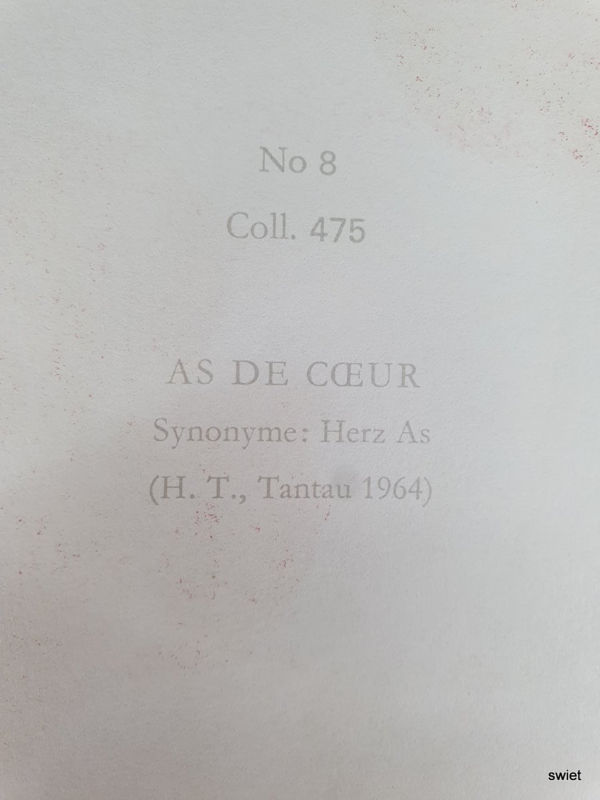 No 8
Coll. 475
AS DE CŒUR
Synonyme: Herz As
(H. T., Tantau 1964)
swiet